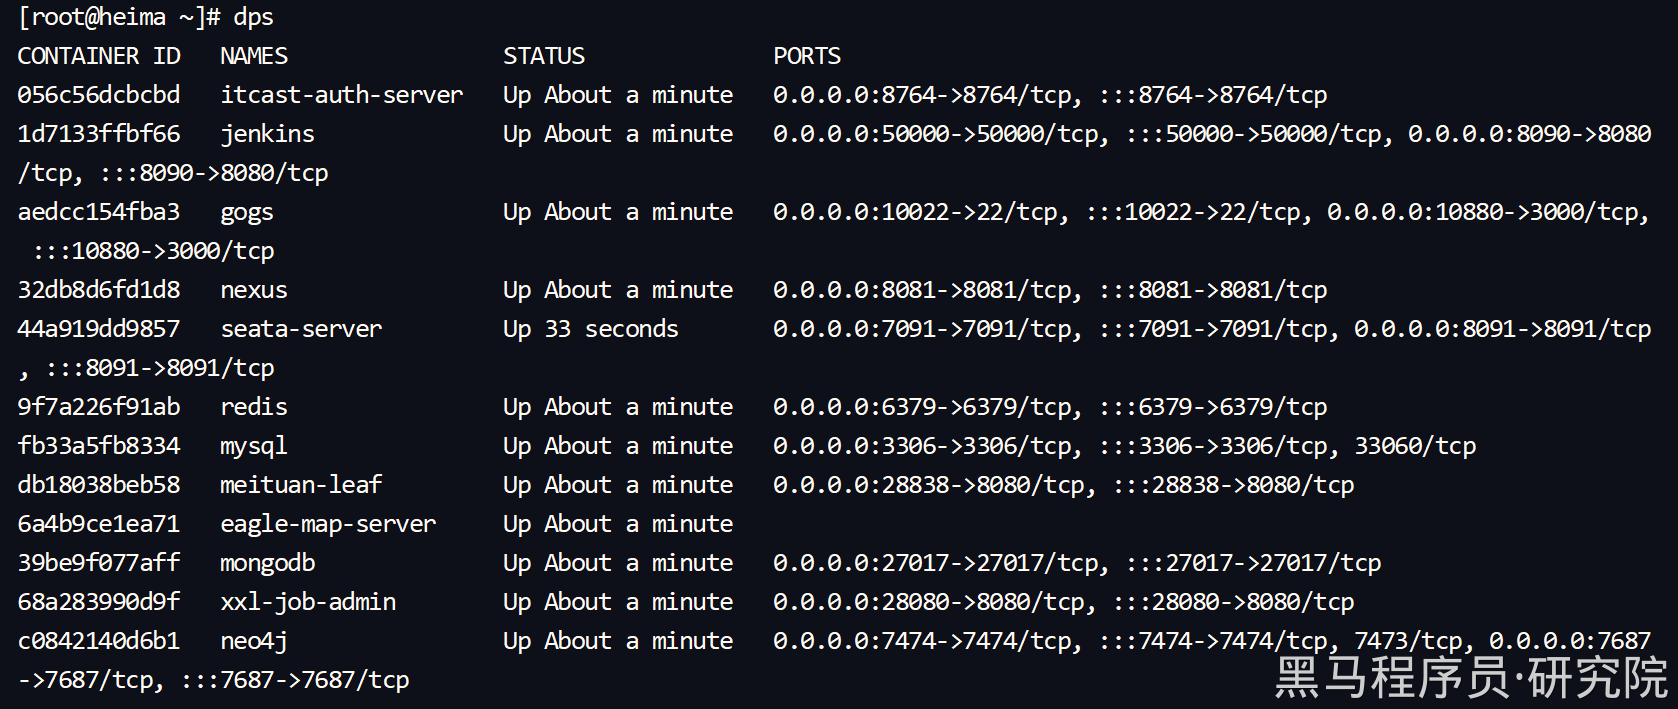 [root@heima ~]# dps
CONTAINER ID   NAMES                STATUS              PORTS
056c56dcbcbd   itcast-auth-server   Up About a minute   0.0.0.0:8764->8764/tcp, :::8764->8764/tcp
1d7133ffbf66   jenkins              Up About a minute   0.0.0.0:50000->50000/tcp, :::50000->50000/tcp, 0.0.0.0:8090->8080
/tcp, :::8090->8080/tcp
aedcc154fba3   gogs                 Up About a minute   0.0.0.0:10022->22/tcp, :::10022->22/tcp, 0.0.0.0:10880->3000/tcp,
 :::10880->3000/tcp
32db8d6fd1d8   nexus                Up About a minute   0.0.0.0:8081->8081/tcp, :::8081->8081/tcp
44a919dd9857   seata-server         Up 33 seconds       0.0.0.0:7091->7091/tcp, :::7091->7091/tcp, 0.0.0.0:8091->8091/tcp
, :::8091->8091/tcp
9f7a226f91ab   redis                Up About a minute   0.0.0.0:6379->6379/tcp, :::6379->6379/tcp
fb33a5fb8334   mysql                Up About a minute   0.0.0.0:3306->3306/tcp, :::3306->3306/tcp, 33060/tcp
db18038beb58   meituan-leaf         Up About a minute   0.0.0.0:28838->8080/tcp, :::28838->8080/tcp
6a4b9ce1ea71   eagle-map-server     Up About a minute
39be9f077aff   mongodb              Up About a minute   0.0.0.0:27017->27017/tcp, :::27017->27017/tcp
68a283990d9f   xxl-job-admin        Up About a minute   0.0.0.0:28080->8080/tcp, :::28080->8080/tcp
c0842140d6b1   neo4j                Up About a minute   0.0.0.0:7474->7474/tcp, :::7474->7474/tcp, 7473/tcp, 0.0.0.0:7687
->7687/tcp, :::7687->7687/tcp
黑马程序员·研究院